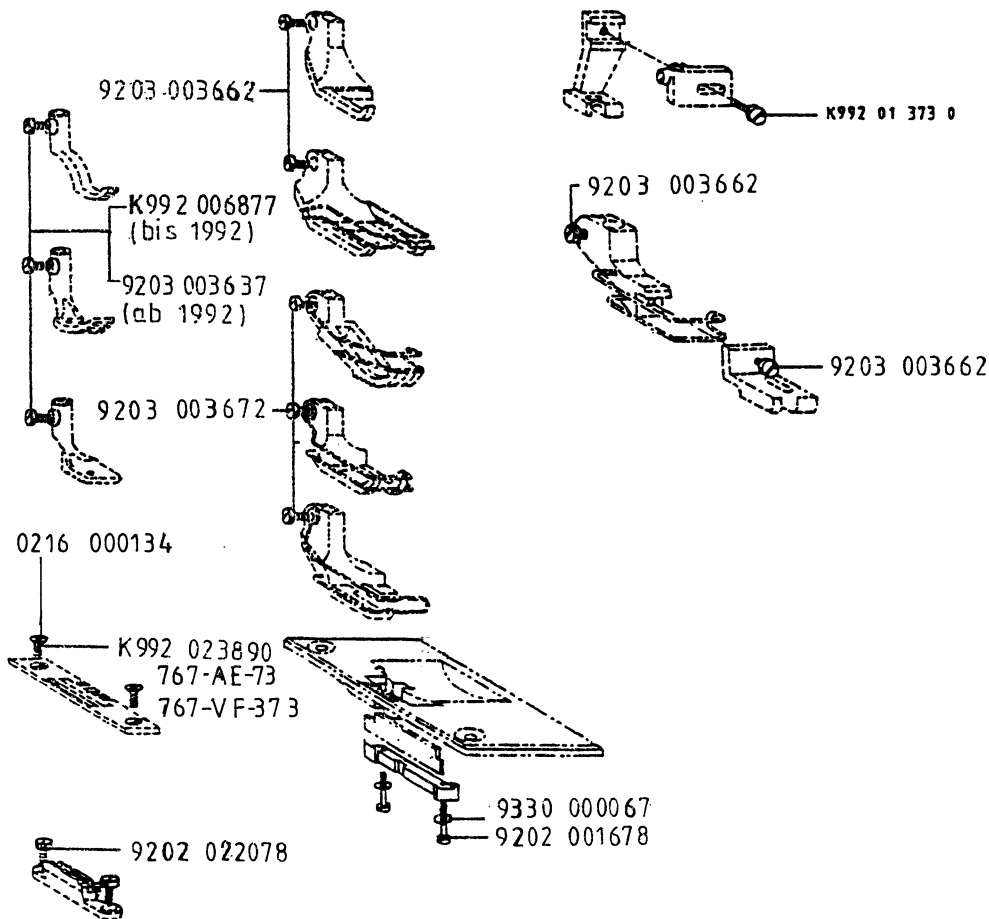 9203 003662
K992 01 373 0
9203 003662
K992 006877
(bis 1992)
9203 003637
(ab 1992)
9203 003662
9203 003672
0216 000134
K992 023890
767-AE-73
767-VF-373
9330 000067
9202 001678
9202 022078